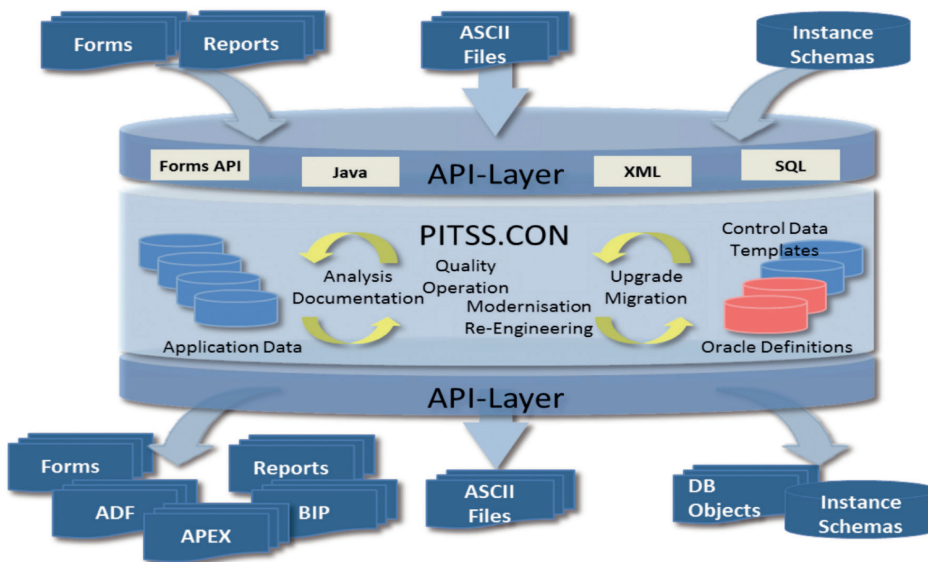 Forms
Reports
ASCII
Files
Instance
Schemas
Forms API
Java
API-Layer
XML
SQL
PITSS.CON
Control Data
Templates
Analysis
Documentation
Quality
Operation
Modernisation
Re-Engineering
Upgrade
Migration
Application Data
Oracle Definitions
API-Layer
Forms
Reports
ADF
BIP
APEX
ASCII
Files
DB
Objects
Instance
Schemas